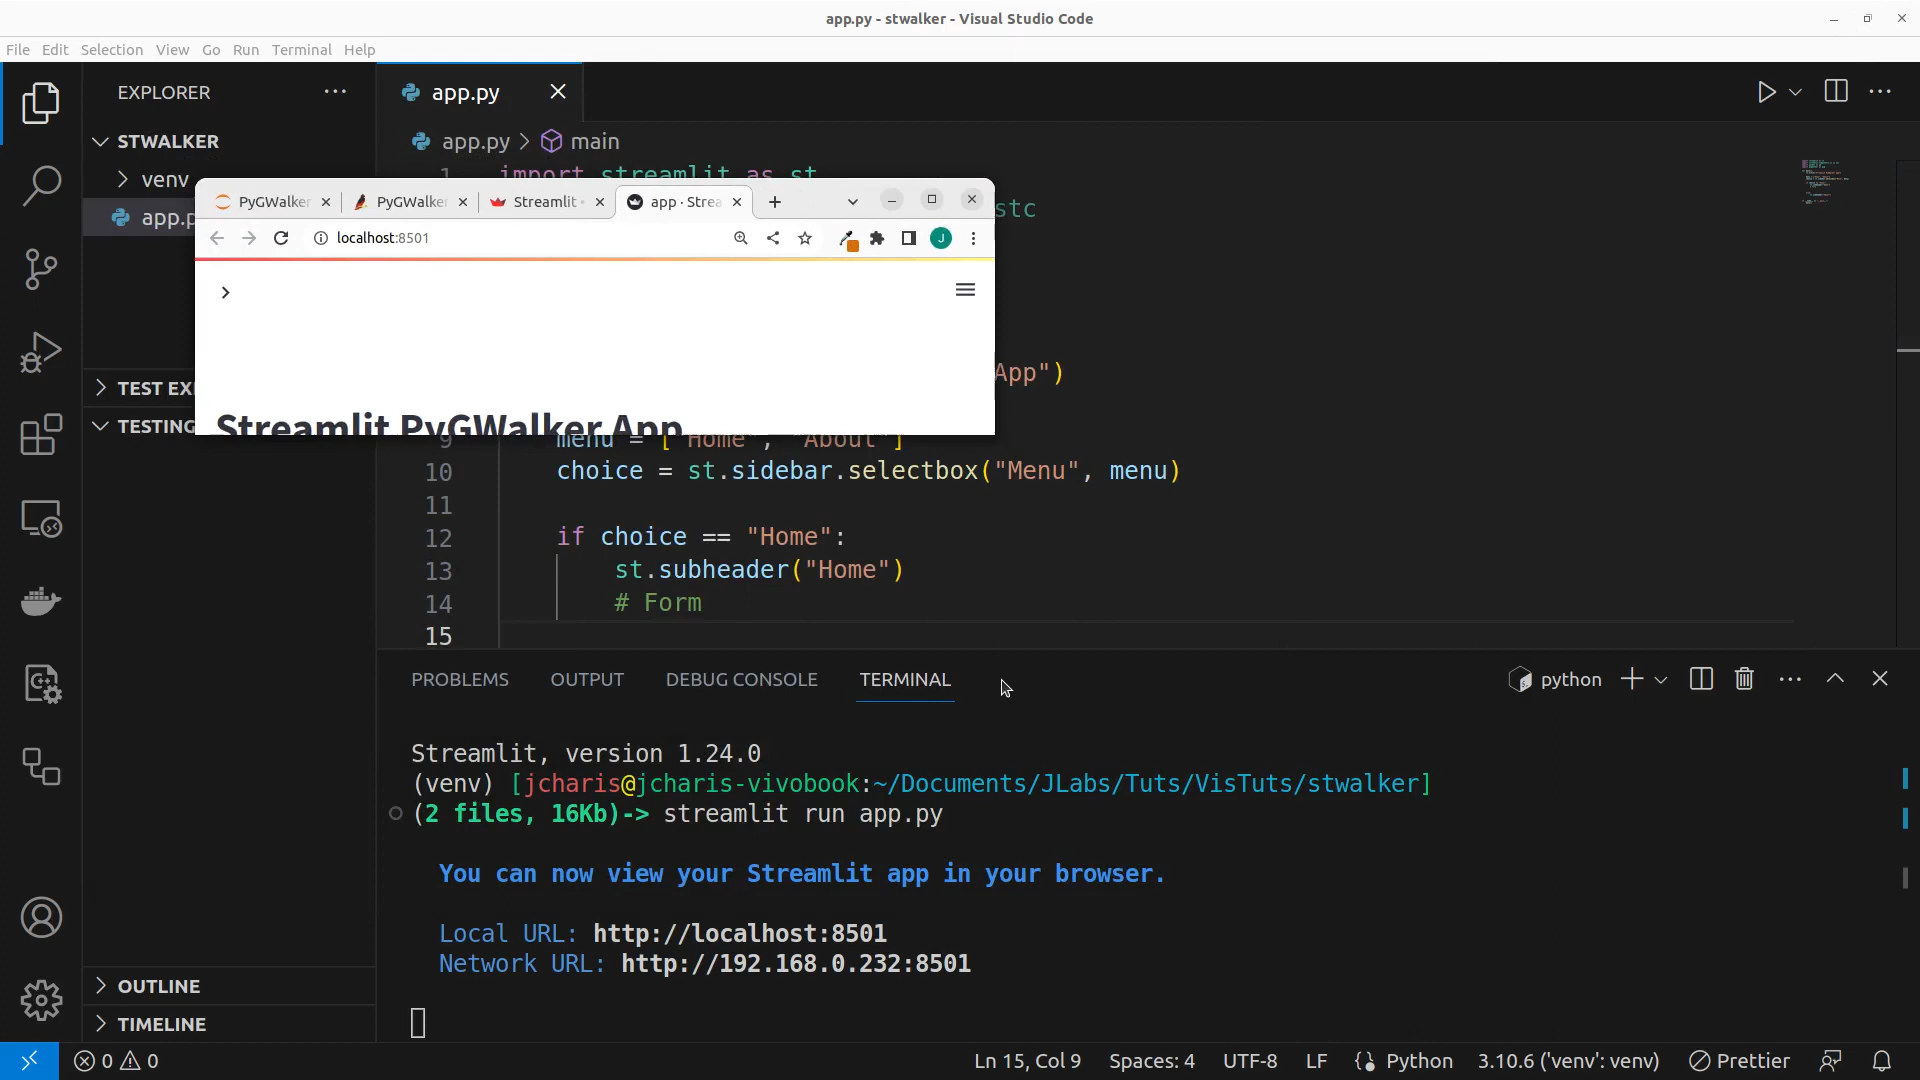 app.py - stwalker - Visual Studio Code
File Edit Selection View Go Run Terminal Help
EXPLORER
app.py
STWALKER
app.py > main
venv
1 import streamlit as st
app.p
PyGWalker
PyGWalker
Streamlit
app · Strea
stc
localhost:8501
J
App")
TEST EX
Streamlit PyGWalker App
TESTING
9 menu = ["Home", "About"]
10 choice = st.sidebar.selectbox("Menu", menu)
11
12 if choice == "Home":
13 st.subheader("Home")
14 # Form
15
PROBLEMS OUTPUT DEBUG CONSOLE TERMINAL
python
Streamlit, version 1.24.0
(venv) [jcharis@jcharis-vivobook:~/Documents/JLabs/Tuts/VisTuts/stwalker]
(2 files, 16Kb)-> streamlit run app.py
You can now view your Streamlit app in your browser.
Local URL: http://localhost:8501
Network URL: http://192.168.0.232:8501
OUTLINE
TIMELINE
0 0
Ln 15, Col 9 Spaces: 4 UTF-8 LF Python 3.10.6 ('venv': venv) Prettier